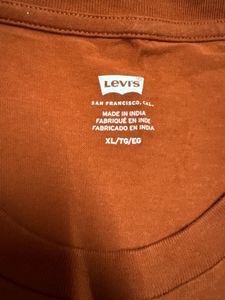 Levi's
SAN FRANCISCO, CAL.
MADE IN INDIA
FABRIQUÉ EN INDE
FABRICADO EN INDIA
XL/TG/EG